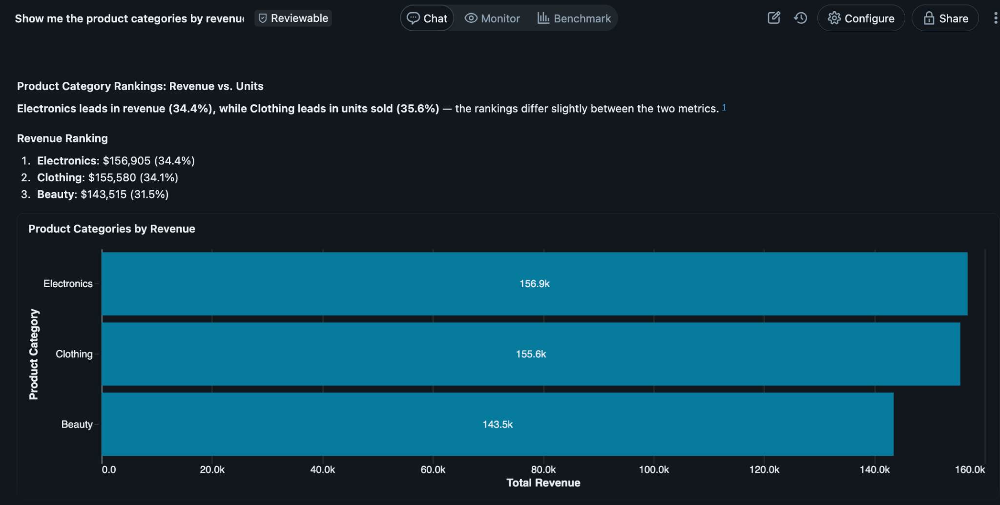 Show me the product categories by revenu
Reviewable
Chat
Monitor
Benchmark
Configure
Share
Product Category Rankings: Revenue vs. Units
Electronics leads in revenue (34.4%), while Clothing leads in units sold (35.6%) — the rankings differ slightly between the two metrics. 1
Revenue Ranking
1. Electronics: $156,905 (34.4%)
2. Clothing: $155,580 (34.1%)
3. Beauty: $143,515 (31.5%)
Product Categories by Revenue
Product Category
Electronics
156.9k
Clothing
155.6k
Beauty
143.5k
0.0 20.0k 40.0k 60.0k 80.0k 100.0k 120.0k 140.0k 160.0k
Total Revenue